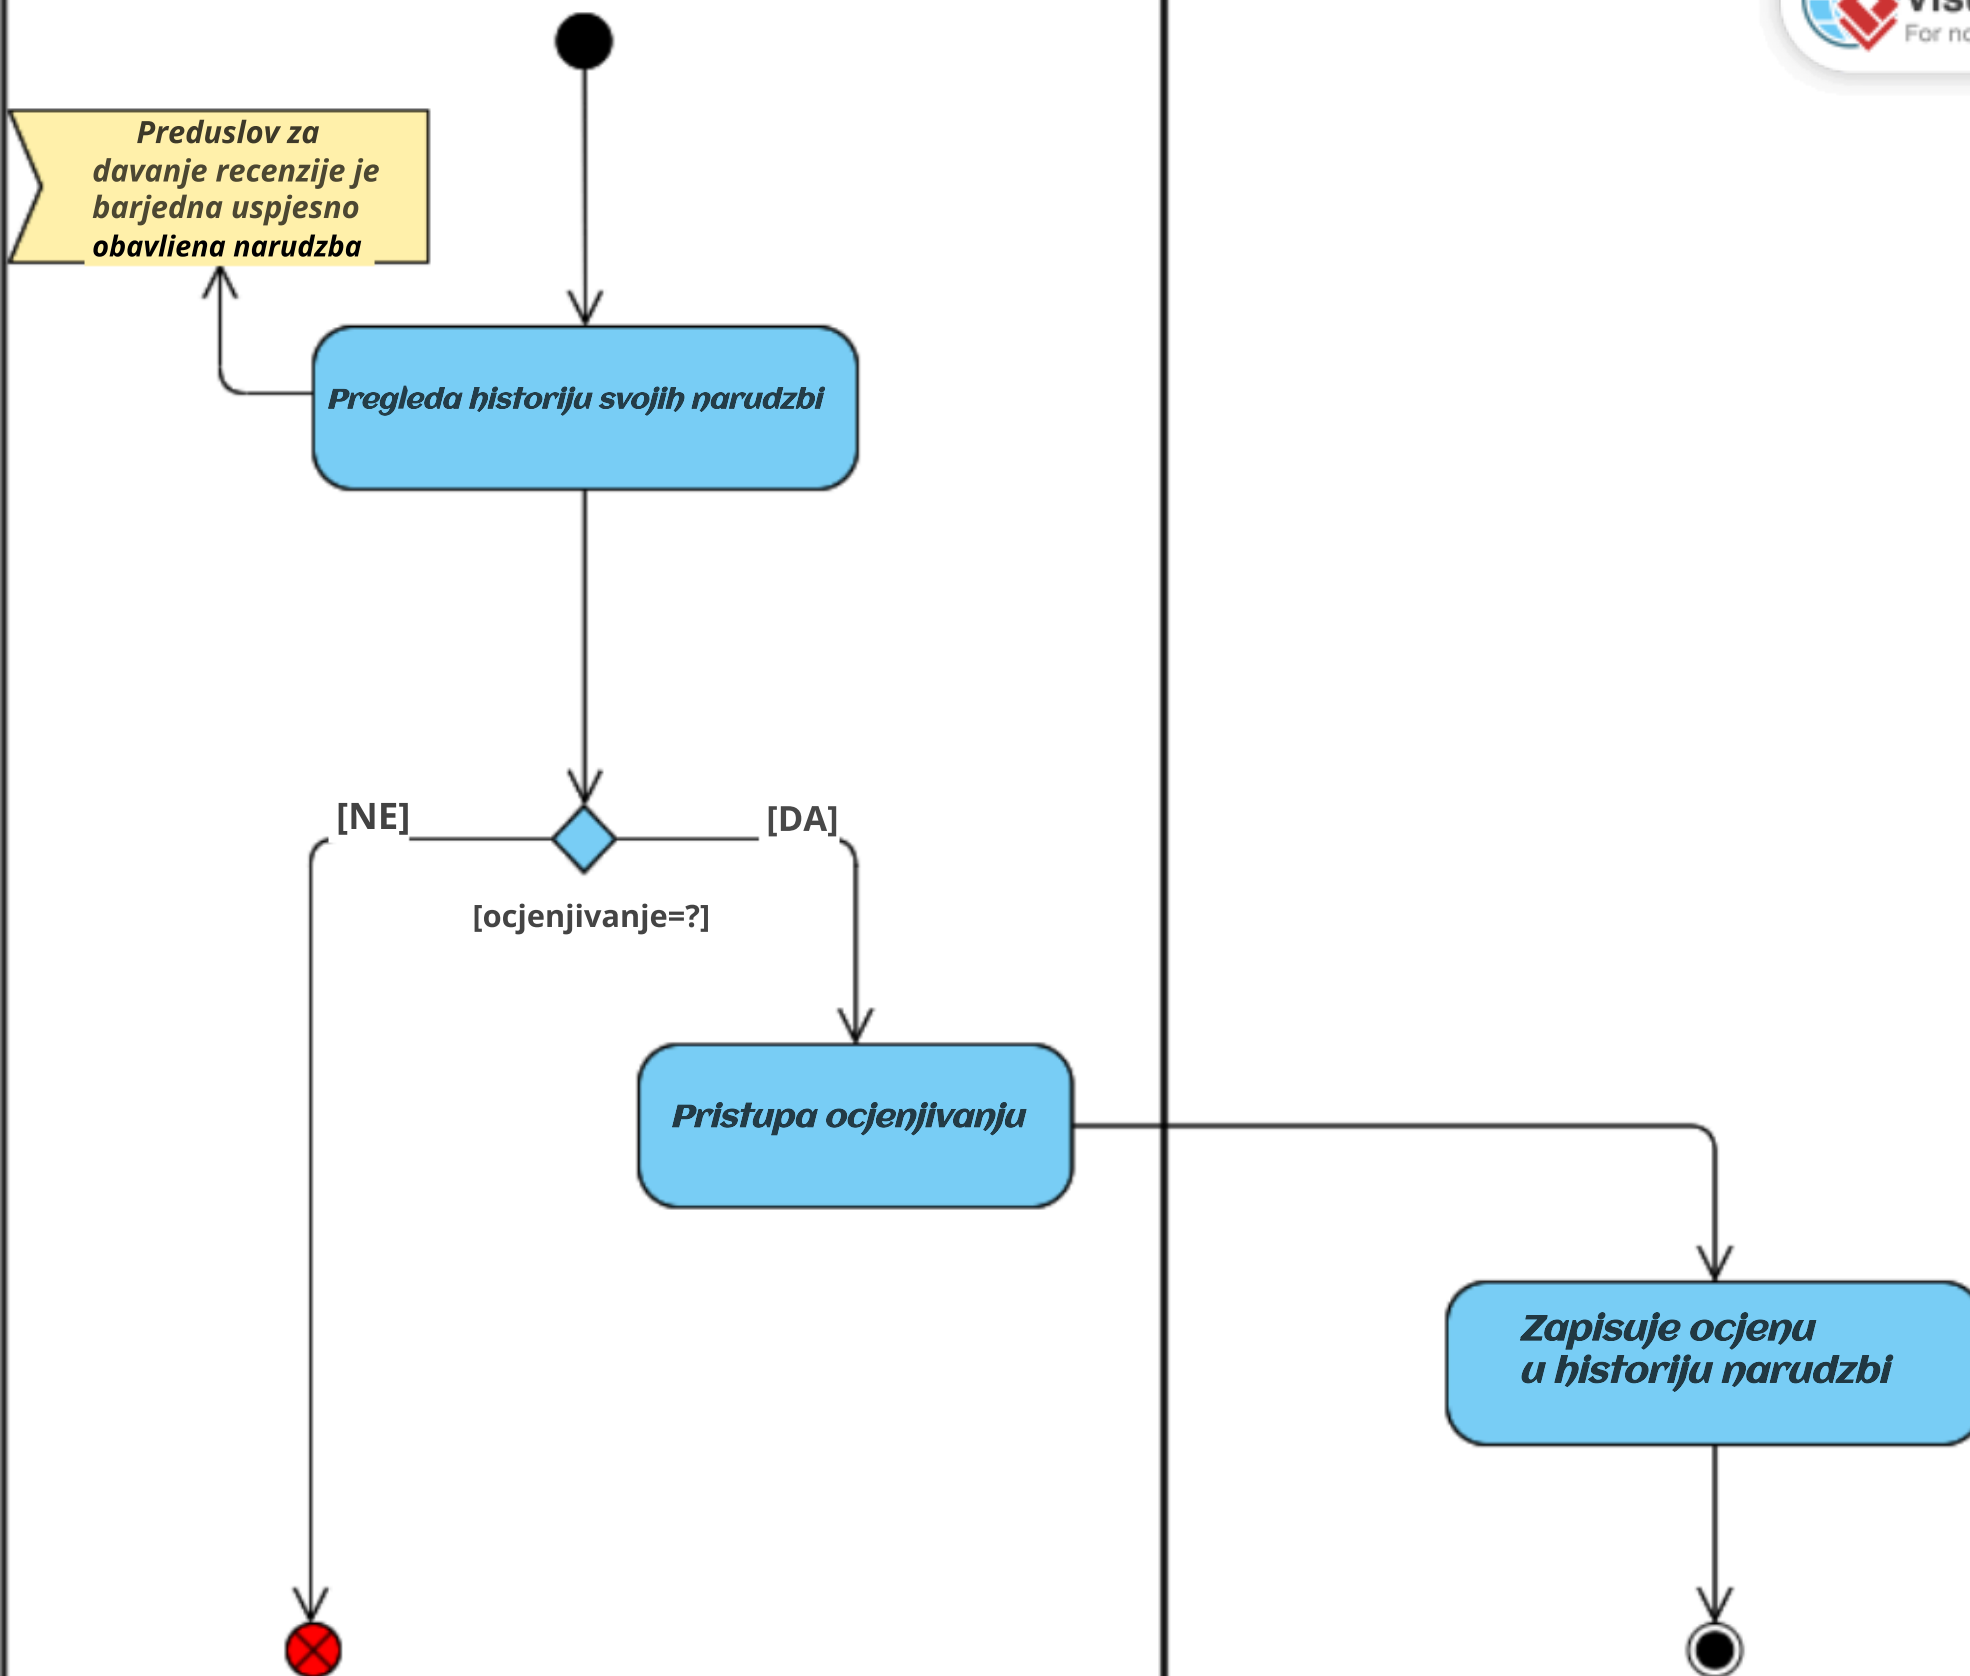 For
Preduslov za
davanje recenzije je
barjedna uspjesno
obavliena narudzba
Pregleda historiju svojih narudzbi
[NE]
[DA]
[ocjenjivanje=?]
Pristupa ocjenjivanju
Zapisuje ocjenu
u historiju narudzbi